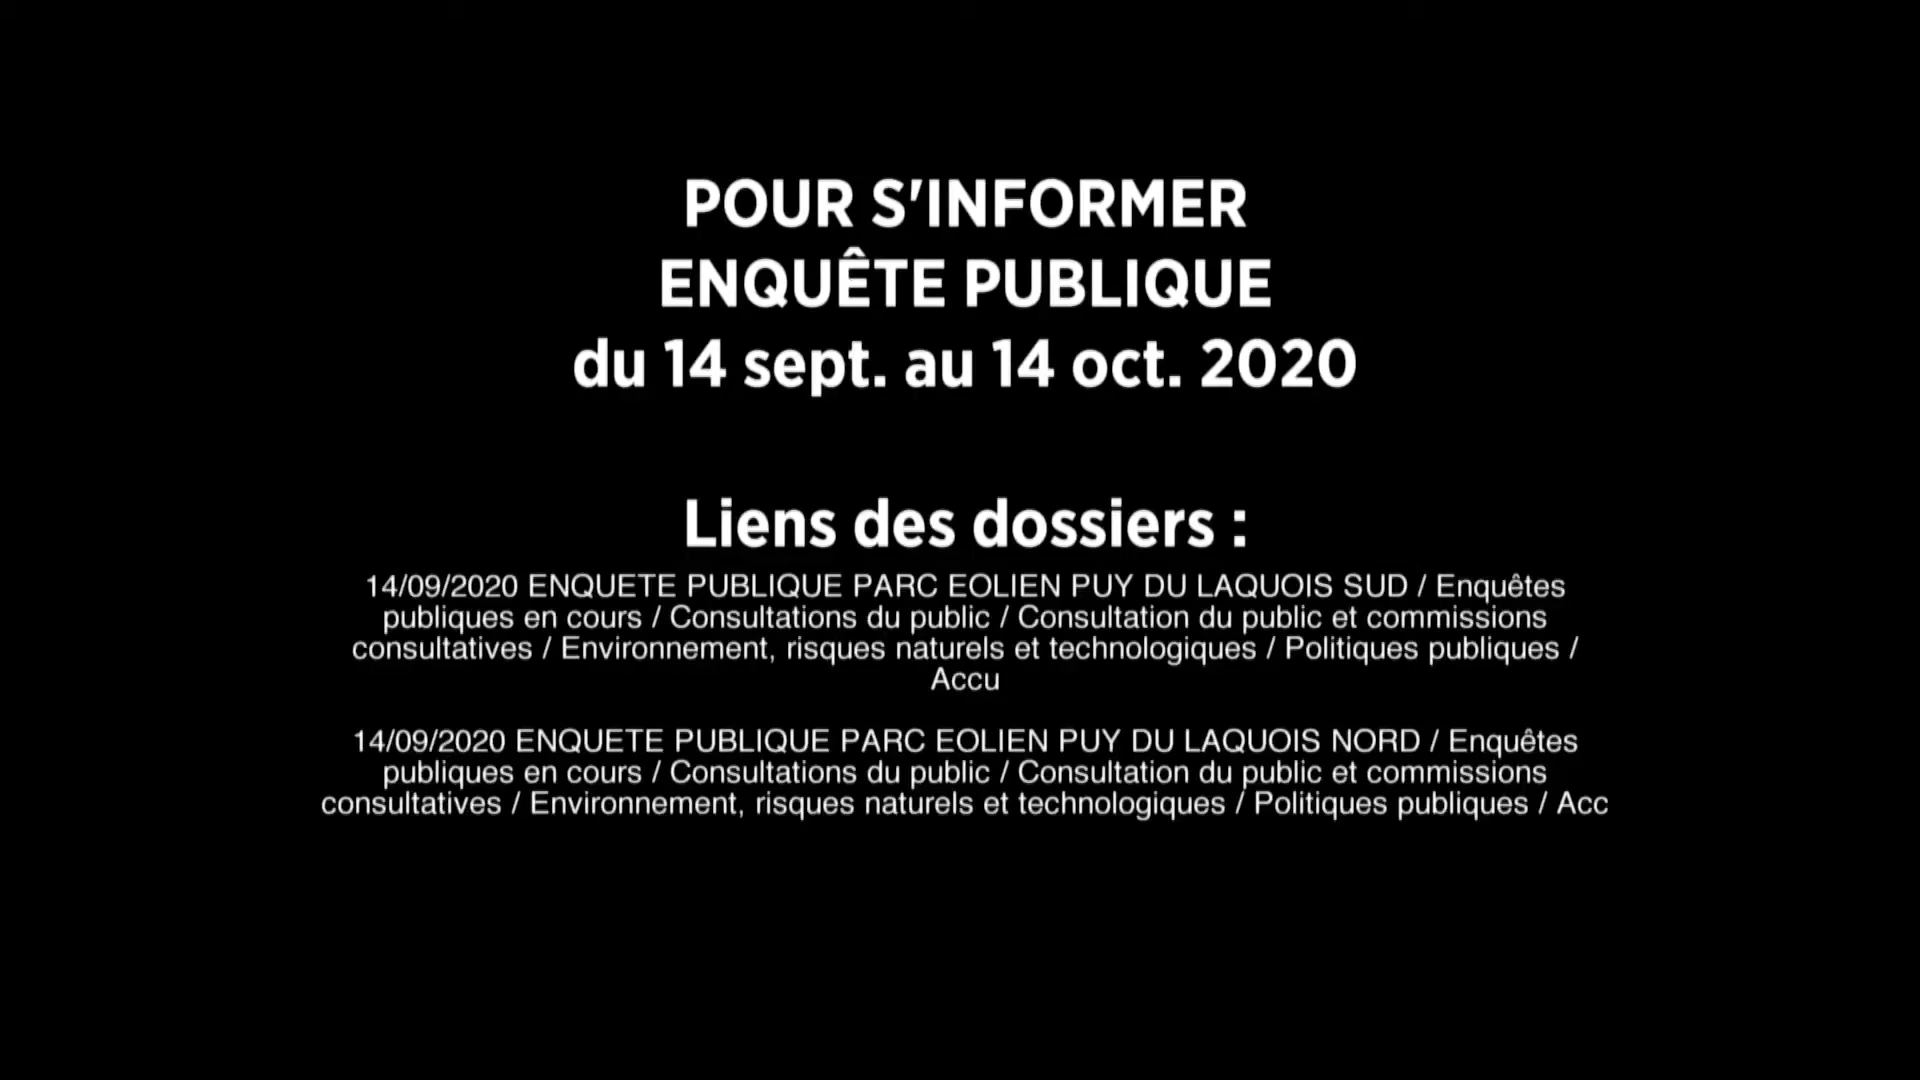 POUR S'INFORMER
ENQUÊTE PUBLIQUE
du 14 sept. au 14 oct. 2020
Liens des dossiers :
14/09/2020 ENQUETE PUBLIQUE PARC EOLIEN PUY DU LAQUOIS SUD / Enquêtes
publiques en cours / Consultations du public / Consultation du public et commissions
consultatives / Environnement, risques naturels et technologiques / Politiques publiques /
Accu
14/09/2020 ENQUETE PUBLIQUE PARC EOLIEN PUY DU LAQUOIS NORD / Enquêtes
publiques en cours / Consultations du public / Consultation du public et commissions
consultatives / Environnement, risques naturels et technologiques / Politiques publiques / Acc